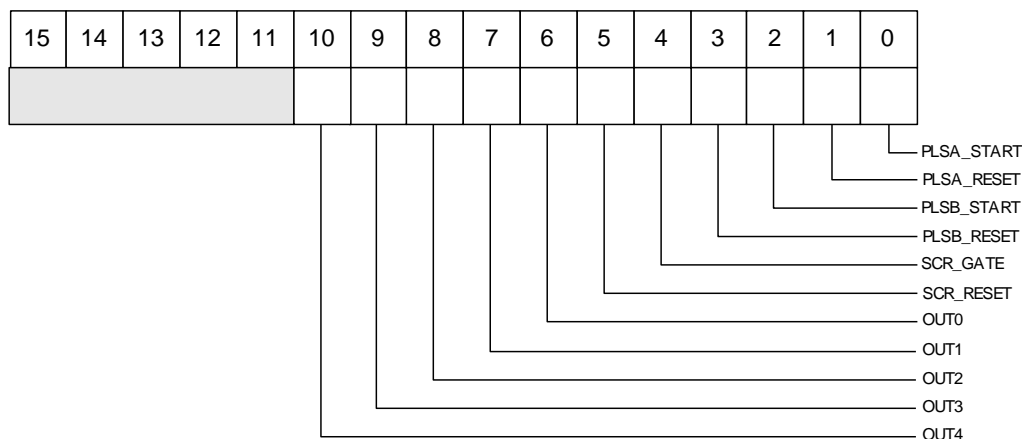 15 14 13 12 11 10 9 8 7 6 5 4 3 2 1 0
PLSA_START
PLSA_RESET
PLSB_START
PLSB_RESET
SCR_GATE
SCR_RESET
OUT0
OUT1
OUT2
OUT3
OUT4